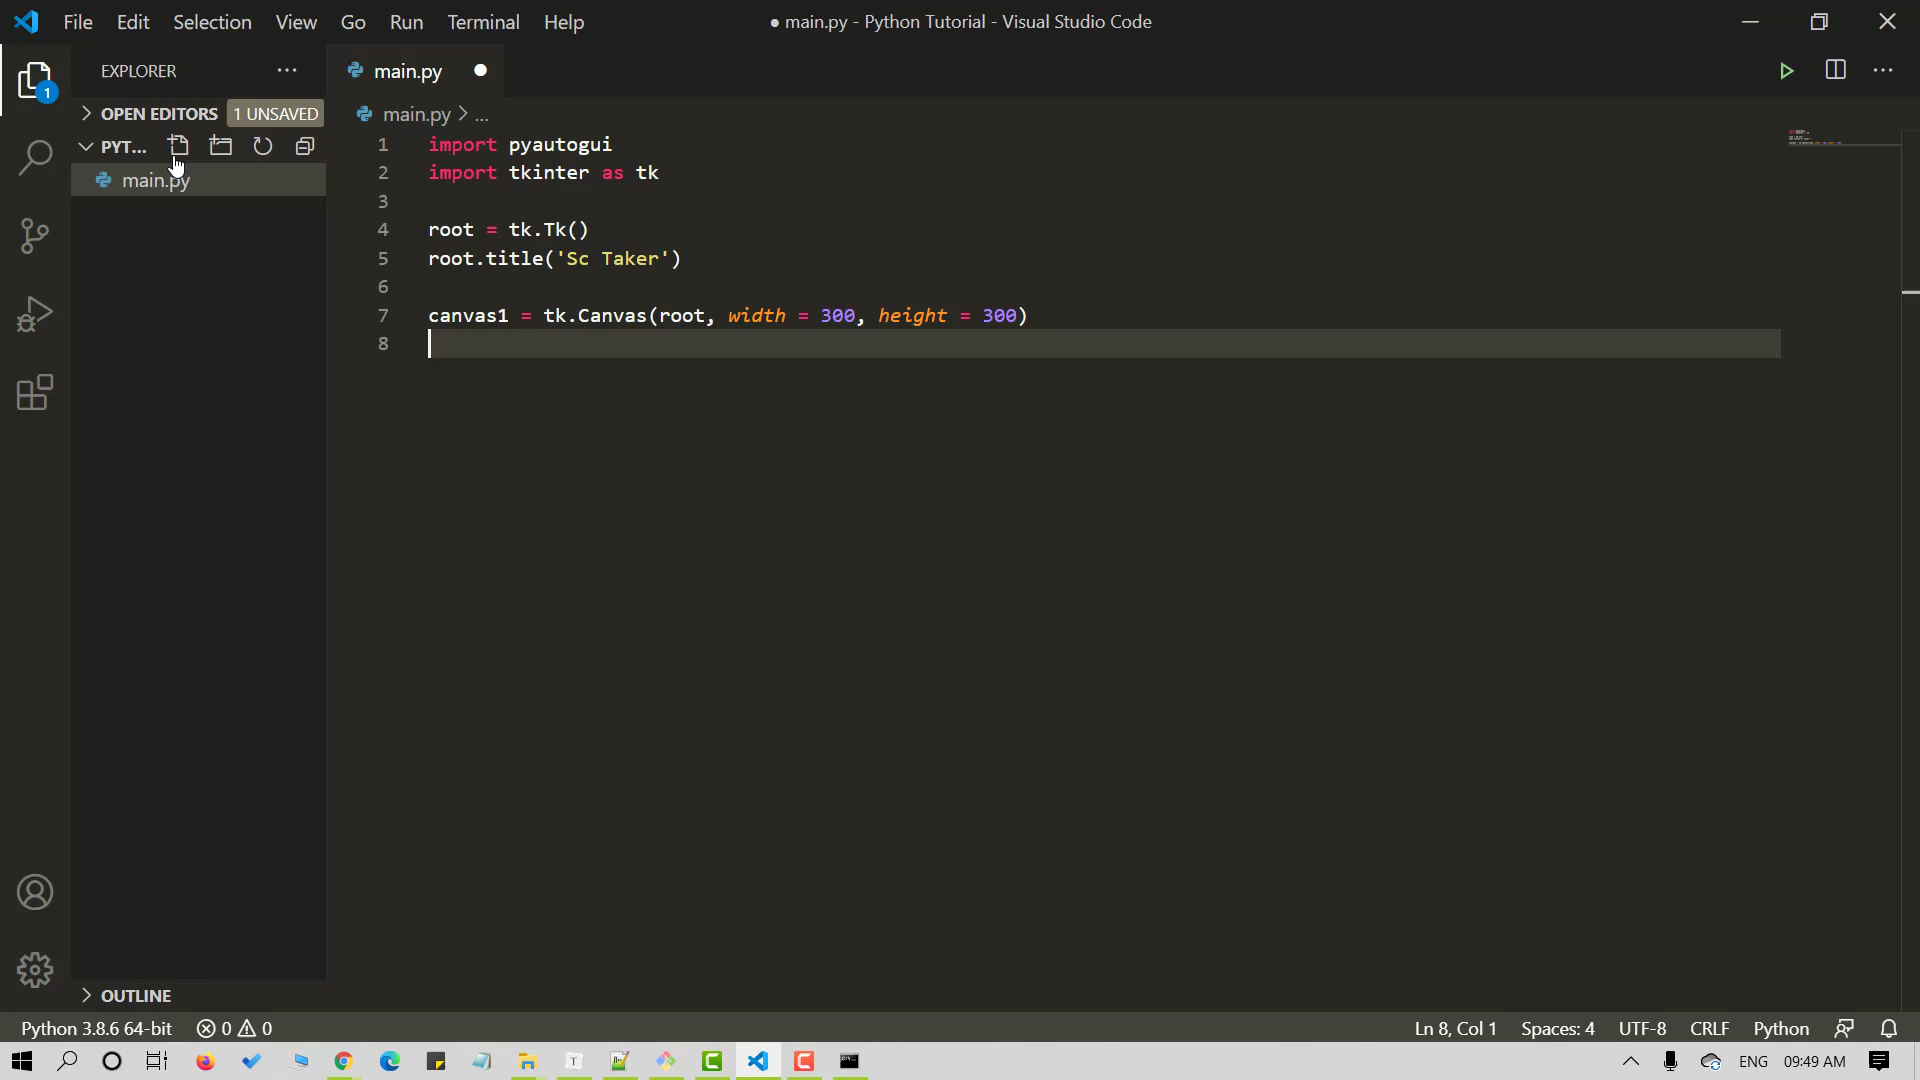 File Edit Selection View Go Run Terminal Help
● main.py - Python Tutorial - Visual Studio Code
EXPLORER
main.py
1
OPEN EDITORS
1 UNSAVED
main.py > ...
PYT...
main.py
1 import pyautogui
2 import tkinter as tk
3
4 root = tk.Tk()
5 root.title('Sc Taker')
6
7 canvas1 = tk.Canvas(root, width = 300, height = 300)
8
OUTLINE
Python 3.8.6 64-bit 0 0
Ln 8, Col 1 Spaces: 4 UTF-8 CRLF Python
ENG 09:49 AM